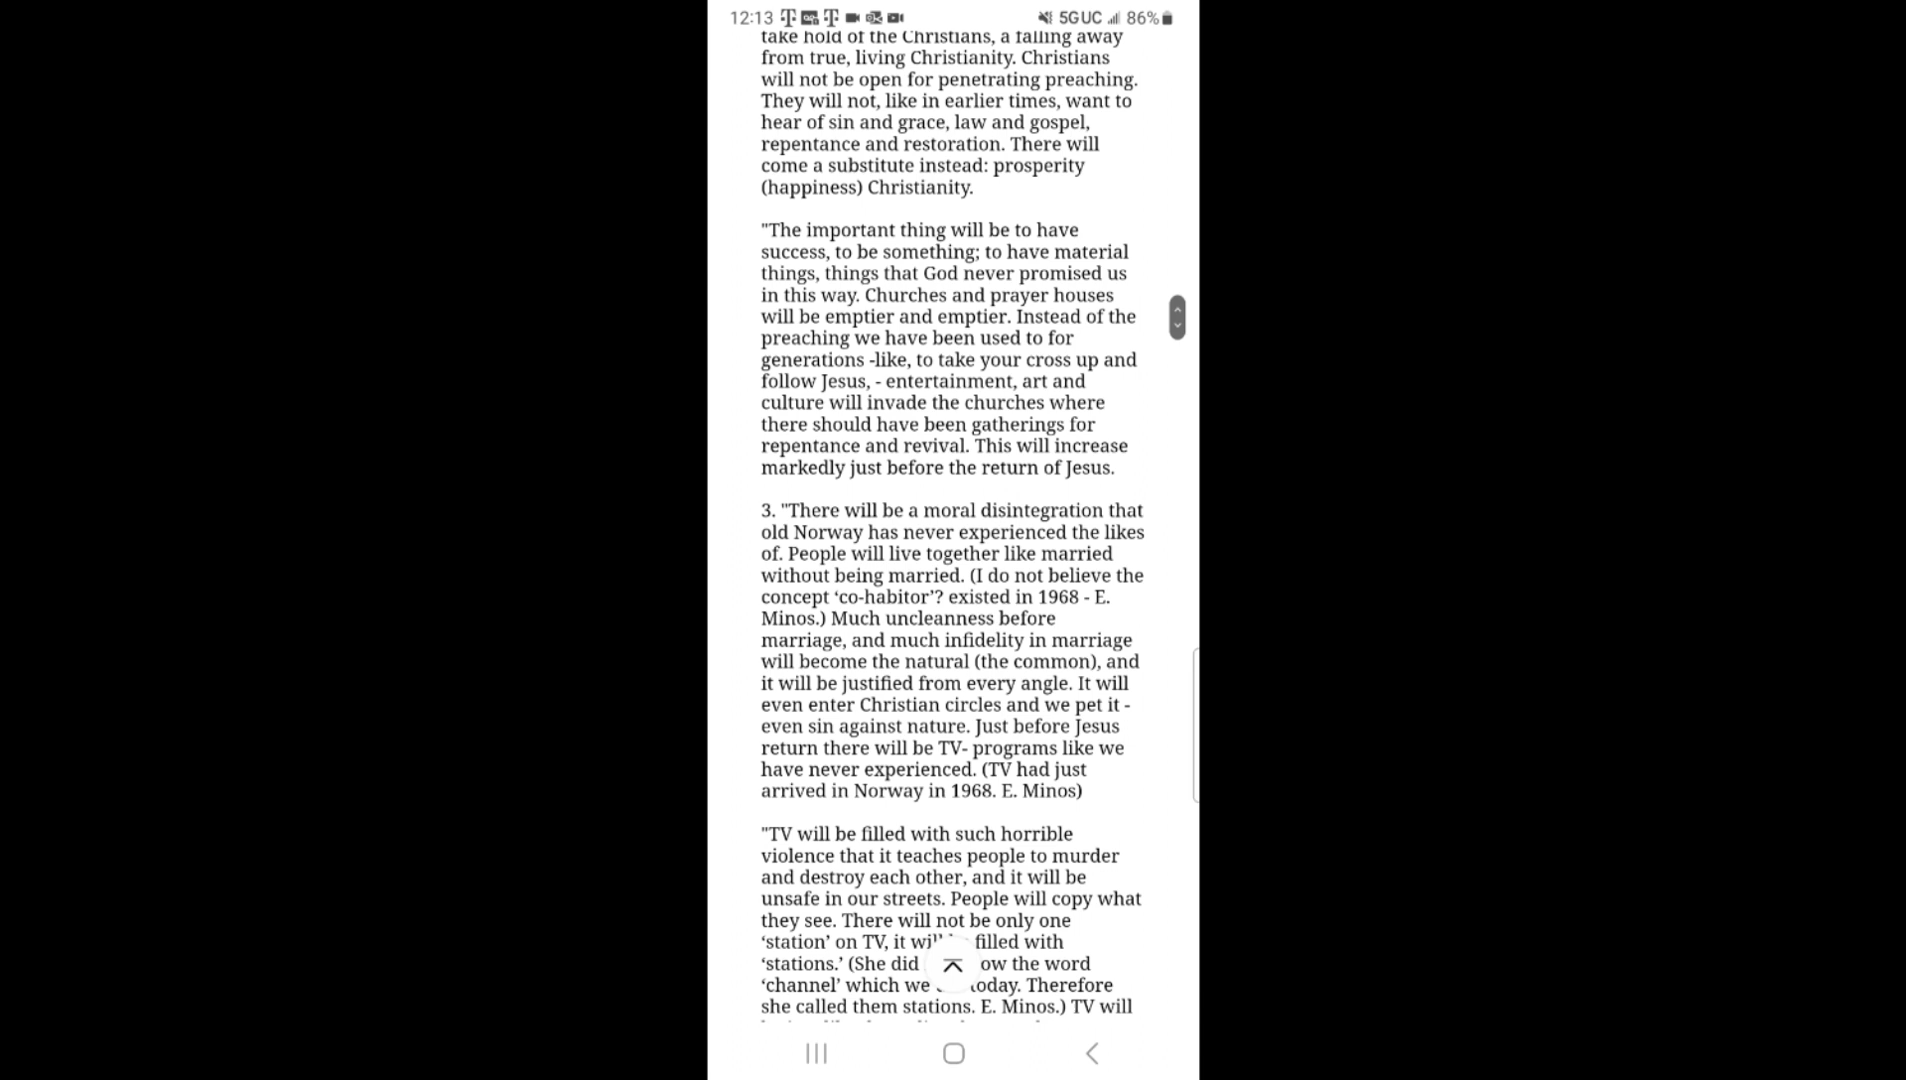 12:13
5GUC
86%
take hold of the Christians, a falling away
from true, living Christianity. Christians
will not be open for penetrating preaching.
They will not, like in earlier times, want to
hear of sin and grace, law and gospel,
repentance and restoration. There will
come a substitute instead: prosperity
(happiness) Christianity.
"The important thing will be to have
success, to be something; to have material
things, things that God never promised us
in this way. Churches and prayer houses
will be emptier and emptier. Instead of the
preaching we have been used to for
generations -like, to take your cross up and
follow Jesus, - entertainment, art and
culture will invade the churches where
there should have been gatherings for
repentance and revival. This will increase
markedly just before the return of Jesus.
3. "There will be a moral disintegration that
old Norway has never experienced the likes
of. People will live together like married
without being married. (I do not believe the
concept ‘co-habitor’? existed in 1968 - E.
Minos.) Much uncleanness before
marriage, and much infidelity in marriage
will become the natural (the common), and
it will be justified from every angle. It will
even enter Christian circles and we pet it -
even sin against nature. Just before Jesus
return there will be TV- programs like we
have never experienced. (TV had just
arrived in Norway in 1968. E. Minos)
"TV will be filled with such horrible
violence that it teaches people to murder
and destroy each other, and it will be
unsafe in our streets. People will copy what
they see. There will not be only one
‘station’ on TV, it will filled with
‘stations.’ (She did the word
‘channel’ which we today. Therefore
she called them stations. E. Minos.) TV will